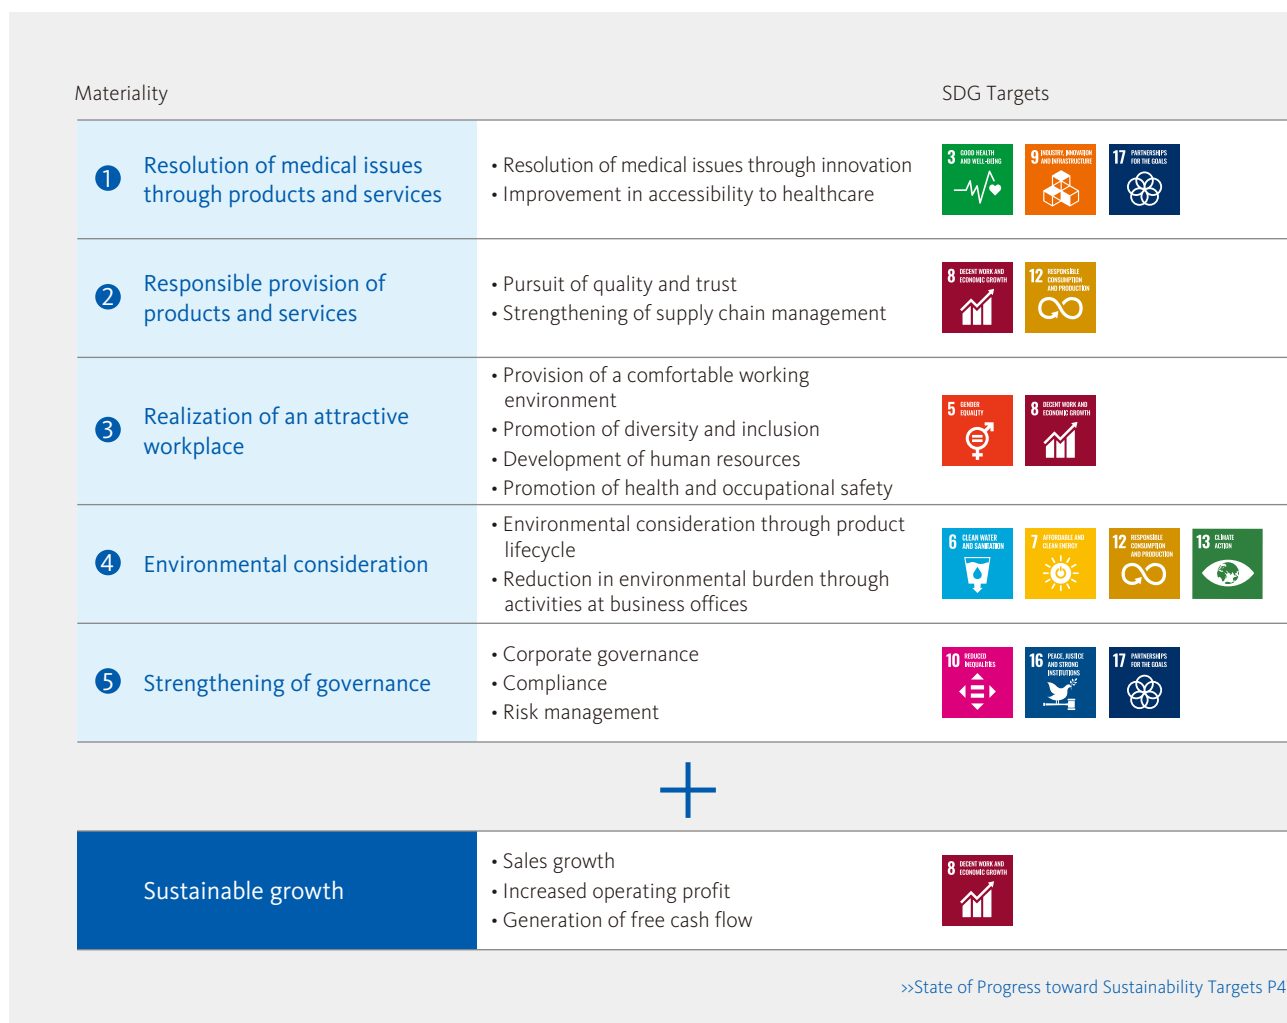 Materiality
SDG Targets
1
Resolution of medical issues
through products and services
• Resolution of medical issues through innovation
• Improvement in accessibility to healthcare
3 GOOD HEALTH
AND WELL-BEING
9 INDUSTRY, INNOVATION
AND INFRASTRUCTURE
17 PARTNERSHIPS
FOR THE GOALS
2
Responsible provision of
products and services
• Pursuit of quality and trust
• Strengthening of supply chain management
8 DECENT WORK AND
ECONOMIC GROWTH
12 RESPONSIBLE
CONSUMPTION
AND PRODUCTION
3
Realization of an attractive
workplace
• Provision of a comfortable working
environment
• Promotion of diversity and inclusion
• Development of human resources
• Promotion of health and occupational safety
5 GENDER
EQUALITY
8 DECENT WORK AND
ECONOMIC GROWTH
4
Environmental consideration
• Environmental consideration through product
lifecycle
• Reduction in environmental burden through
activities at business offices
6 CLEAN WATER
AND SANITATION
7 AFFORDABLE AND
CLEAN ENERGY
12 RESPONSIBLE
CONSUMPTION
AND PRODUCTION
13 CLIMATE
ACTION
5
Strengthening of governance
• Corporate governance
• Compliance
• Risk management
10 REDUCED
INEQUALITIES
16 PEACE, JUSTICE
AND STRONG
INSTITUTIONS
17 PARTNERSHIPS
FOR THE GOALS
+
Sustainable growth
• Sales growth
• Increased operating profit
• Generation of free cash flow
8 DECENT WORK AND
ECONOMIC GROWTH
>>State of Progress toward Sustainability Targets P4